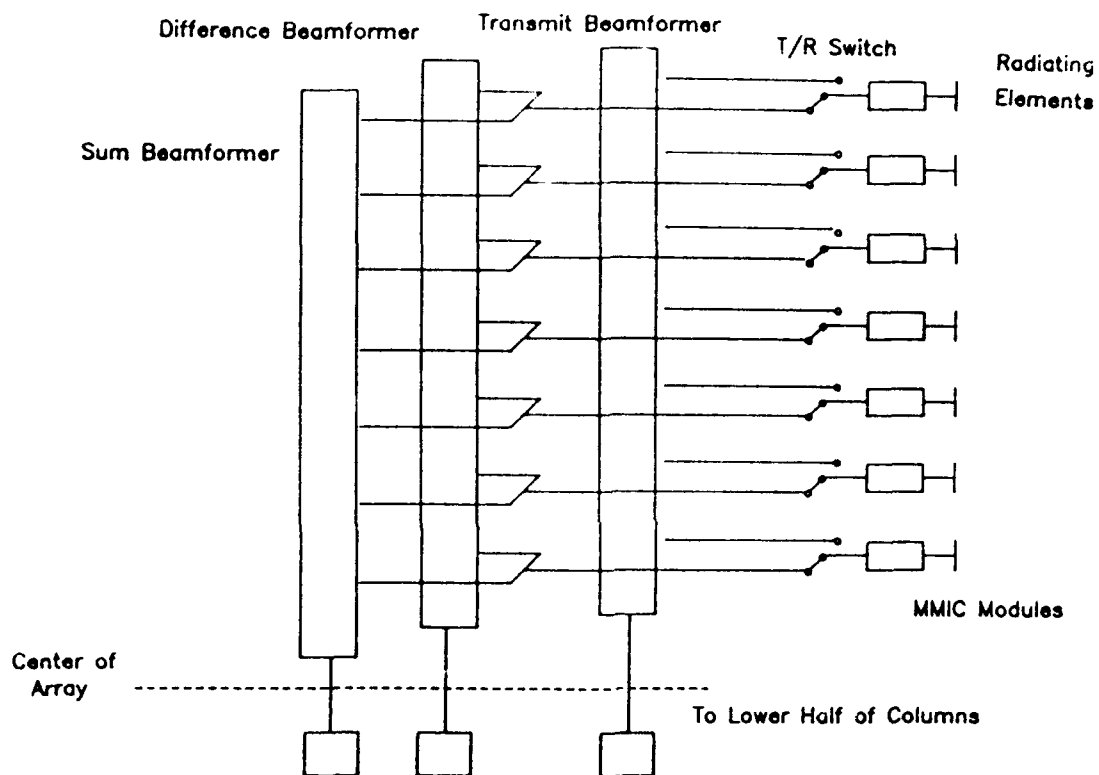 Difference Beamformer
Transmit Beamformer
T/R Switch
Radiating
Elements
Sum Beamformer
MMIC Modules
Center of
Array
To Lower Half of Columns